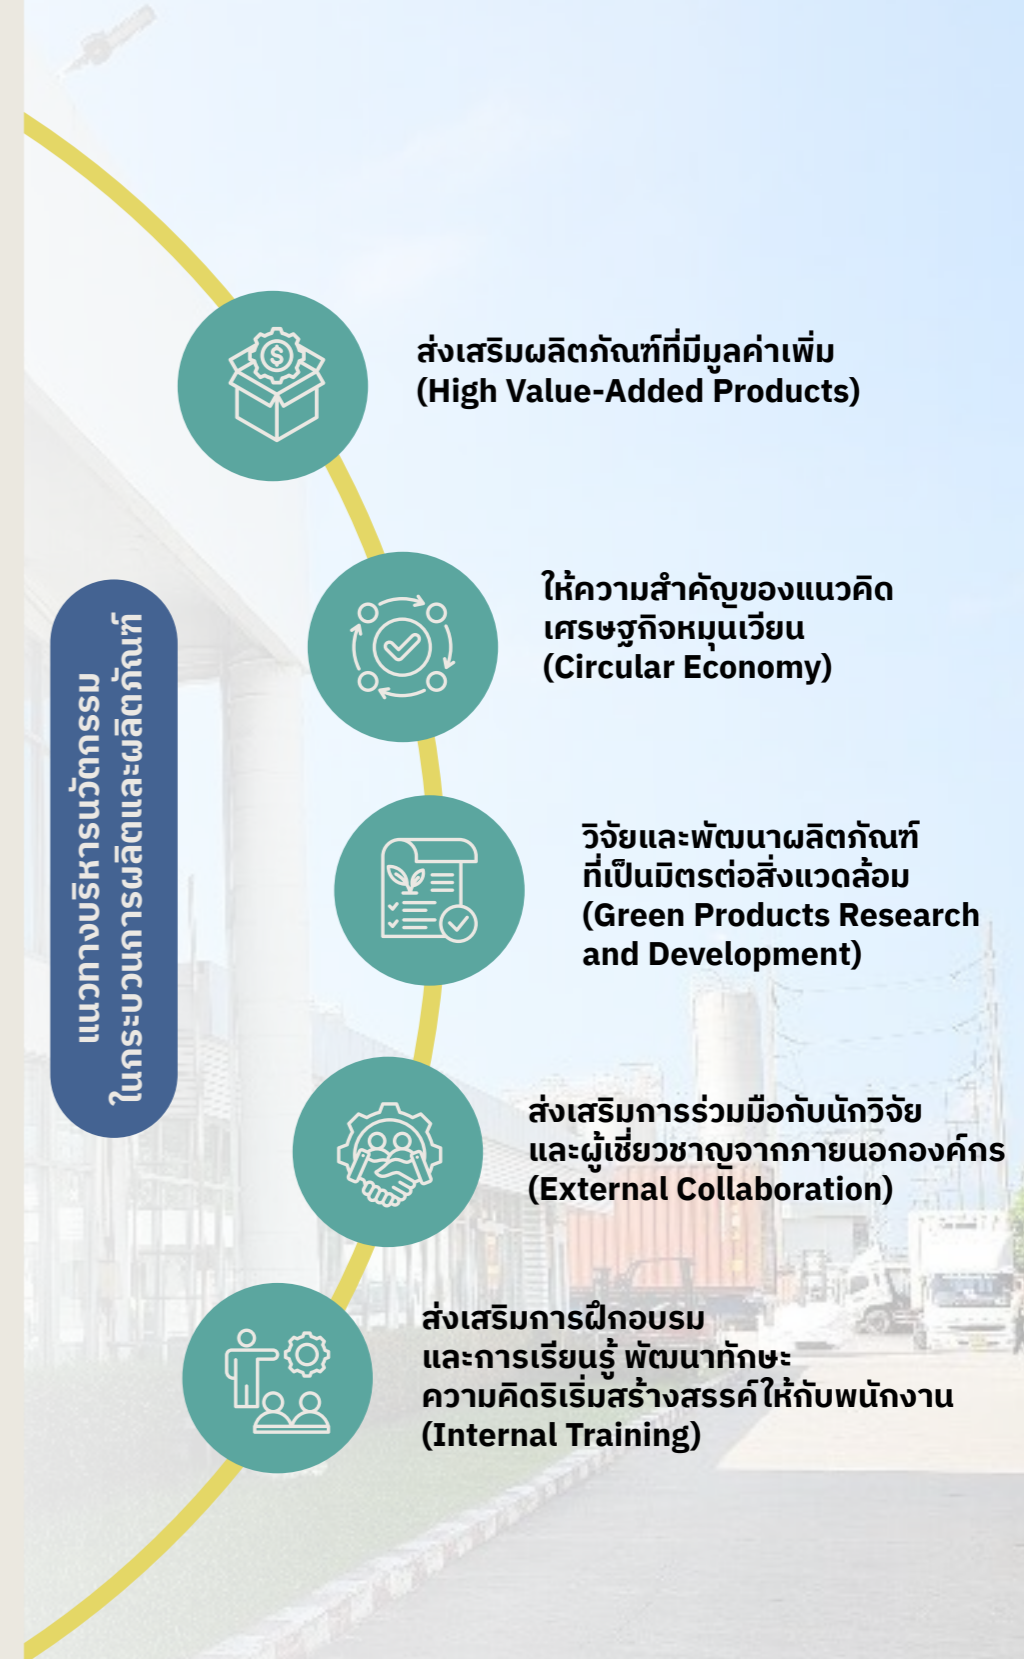 แนวทางบริหารนวัตกรรม
ในกระบวนการผลิตและผลิตภัณฑ์
ส่งเสริมผลิตภัณฑ์ที่มีมูลค่าเพิ่ม
(High Value-Added Products)
ให้ความสำคัญของแนวคิด
เศรษฐกิจหมุนเวียน
(Circular Economy)
วิจัยและพัฒนาผลิตภัณฑ์
ที่เป็นมิตรต่อสิ่งแวดล้อม
(Green Products Research
and Development)
ส่งเสริมการร่วมมือกับนักวิจัย
และผู้เชี่ยวชาญจากภายนอกองค์กร
(External Collaboration)
ส่งเสริมการฝึกอบรม
และการเรียนรู้ พัฒนาทักษะ
ความคิดริเริ่มสร้างสรรค์ให้กับพนักงาน
(Internal Training)